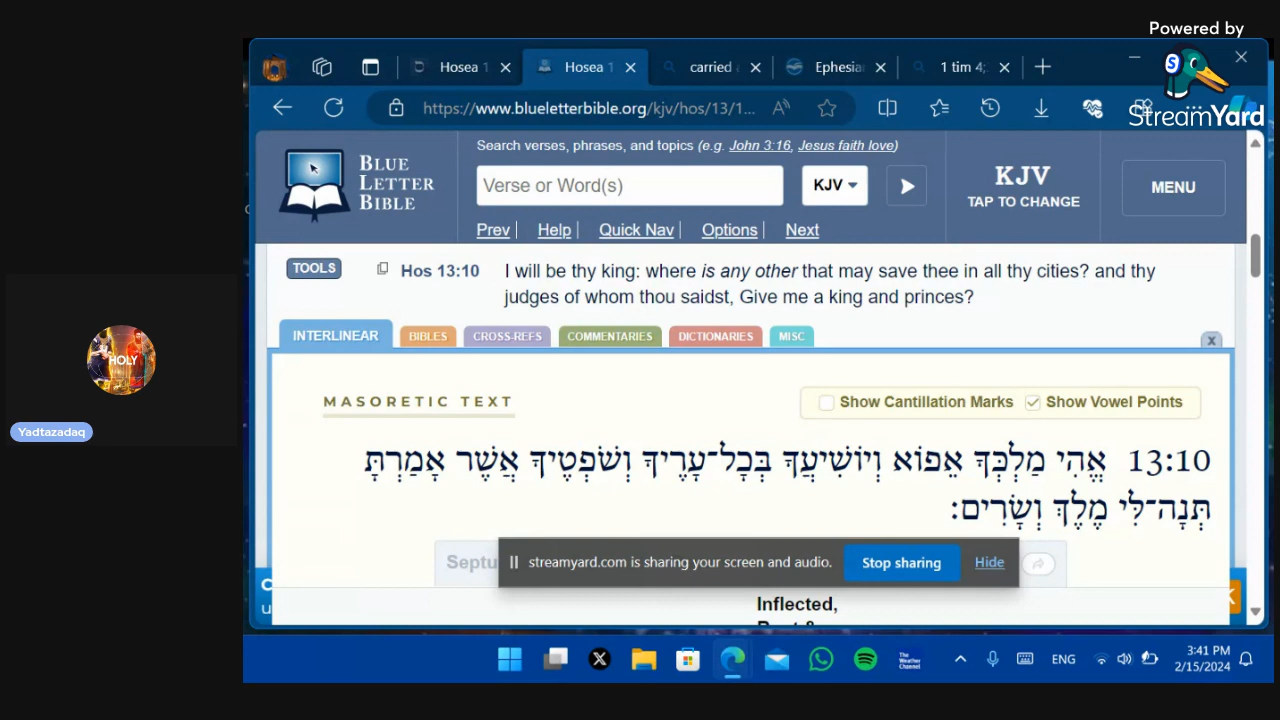 Powered by
StreamYard
Hosea 1
Hosea 1
carried
Ephesia
1 tim 4;
https://www.blueletterbible.org/kjv/hos/13/1...
Search verses, phrases, and topics (e.g. John 3:16, Jesus faith love)
BLUE
LETTER
BIBLE
Verse or Word(s)
KJV
KJV
TAP TO CHANGE
MENU
Prev | Help | Quick Nav | Options | Next
TOOLS
Hos 13:10
I will be thy king: where is any other that may save thee in all thy cities? and thy
judges of whom thou saidst, Give me a king and princes?
INTERLINEAR
BIBLES
CROSS-REFS
COMMENTARIES
DICTIONARIES
MISC
x
MASORETIC TEXT
Show Cantillation Marks
Show Vowel Points
13:10 אֱהִי מַלְכְּךָ אֵפוֹא וְיוֹשִׁיעֲךָ בְּכָל־עָרֶיךָ וְשֹׁפְטֶיךָ אֲשֶׁר אָמַרְתָּ
תְּנָה־לִּי מֶלֶךְ וְשָׂרִים׃
Septu
streamyard.com is sharing your screen and audio.
Stop sharing
Hide
Inflected,
HOLY
Yadtazadaq
The
Weather
Channel
ENG
3:41 PM
2/15/2024